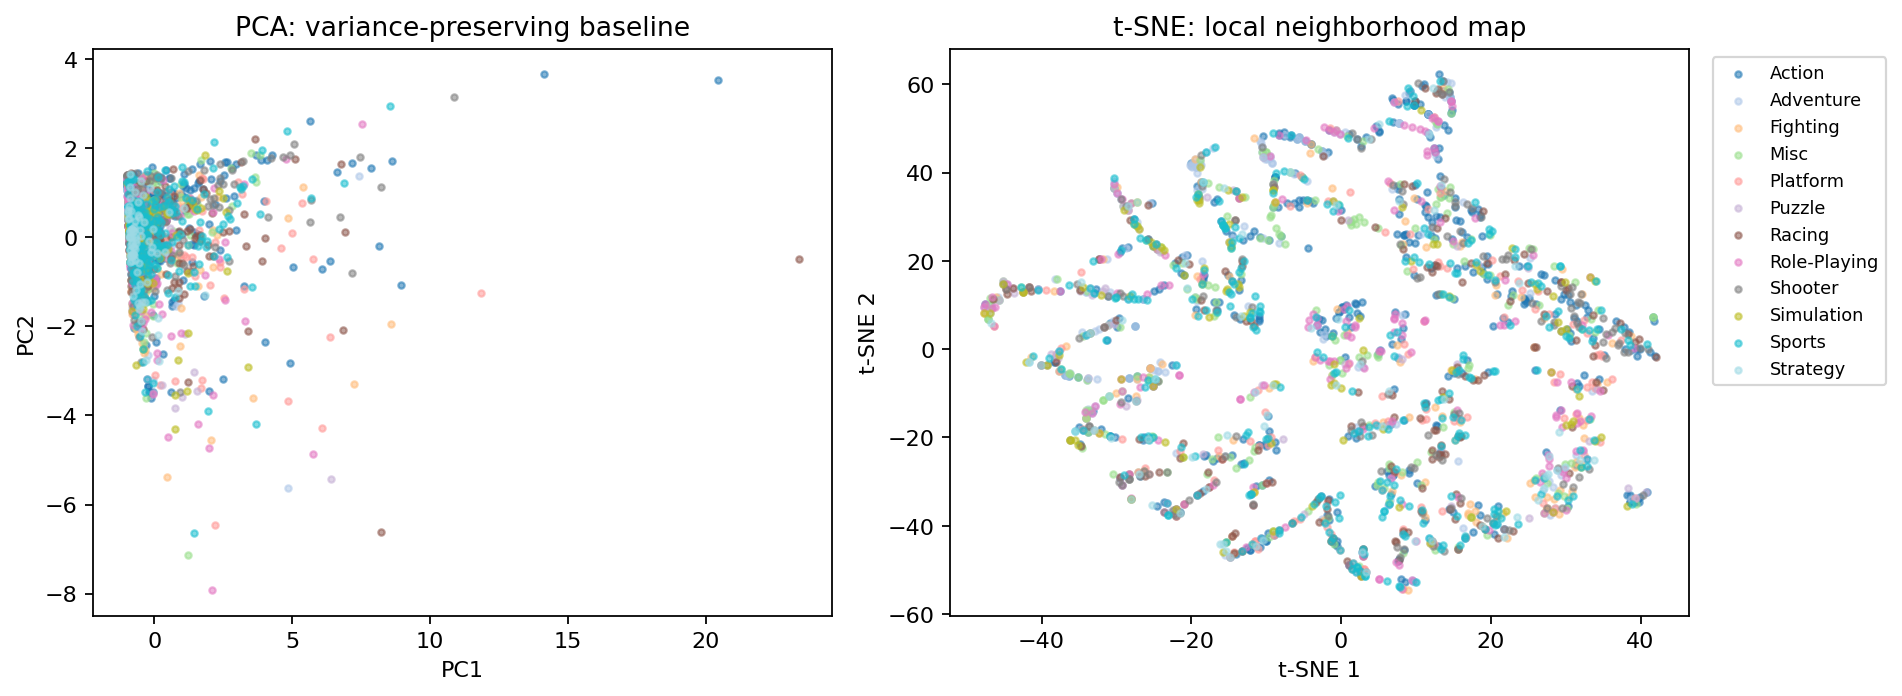 PCA: variance-preserving baseline
4
2
0
−2
−4
−6
−8
PC2
0
5
10
15
20
PC1
t-SNE: local neighborhood map
60
40
20
0
−20
−40
−60
t-SNE 2
−40
−20
0
20
40
t-SNE 1
Action
Adventure
Fighting
Misc
Platform
Puzzle
Racing
Role-Playing
Shooter
Simulation
Sports
Strategy